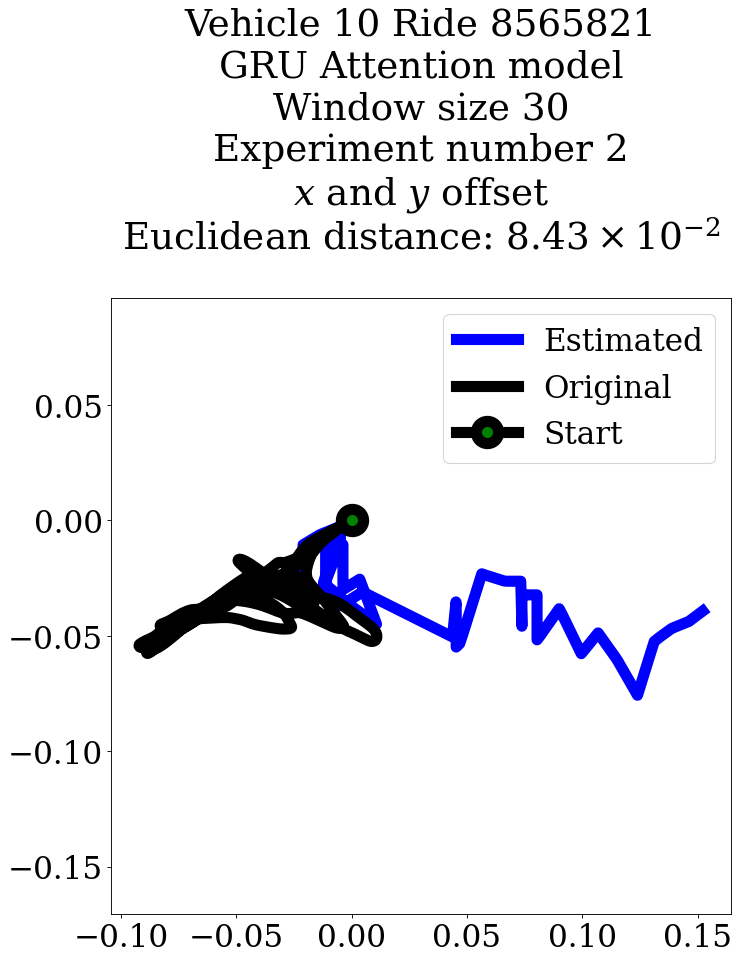 Vehicle 10 Ride 8565821
GRU Attention model
Window size 30
Experiment number 2
x and y offset
Euclidean distance: 8.43 × 10⁻²
Estimated
Original
Start
0.05
0.00
−0.05
−0.10
−0.15
−0.10 −0.05 0.00 0.05 0.10 0.15